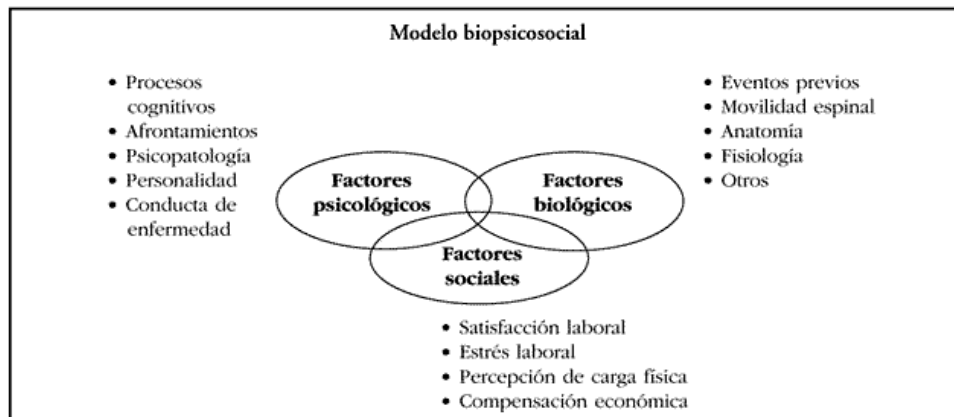 Modelo biopsicosocial
• Procesos
cognitivos
• Afrontamientos
• Psicopatología
• Personalidad
• Conducta de
enfermedad
• Eventos previos
• Movilidad espinal
• Anatomía
• Fisiología
• Otros
Factores
psicológicos
Factores
biológicos
Factores
sociales
• Satisfacción laboral
• Estrés laboral
• Percepción de carga física
• Compensación económica